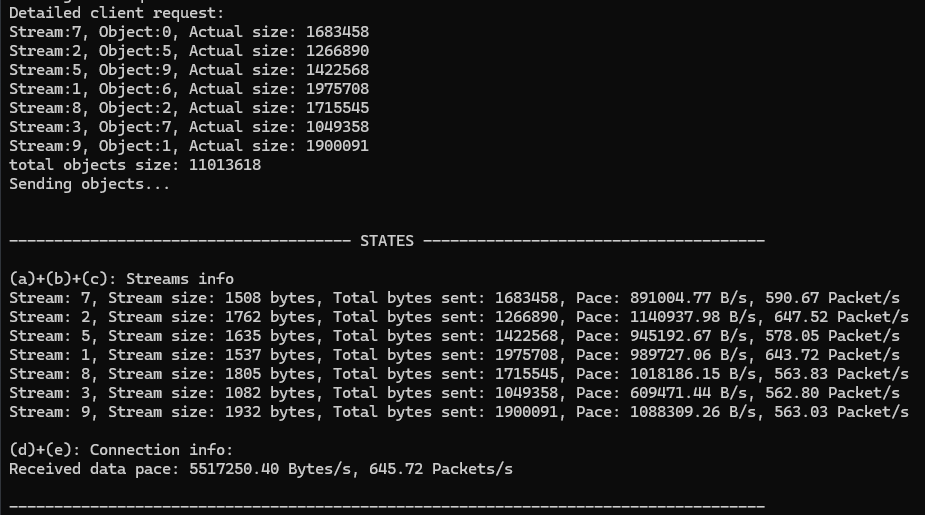 Detailed client request:
Stream:7, Object:0, Actual size: 1683458
Stream:2, Object:5, Actual size: 1266890
Stream:5, Object:9, Actual size: 1422568
Stream:1, Object:6, Actual size: 1975708
Stream:8, Object:2, Actual size: 1715545
Stream:3, Object:7, Actual size: 1049358
Stream:9, Object:1, Actual size: 1900091
total objects size: 11013618
Sending objects...
-------------------------------------- STATES --------------------------------------
(a)+(b)+(c): Streams info
Stream: 7, Stream size: 1508 bytes, Total bytes sent: 1683458, Pace: 891004.77 B/s, 590.67 Packet/s
Stream: 2, Stream size: 1762 bytes, Total bytes sent: 1266890, Pace: 1140937.98 B/s, 647.52 Packet/s
Stream: 5, Stream size: 1635 bytes, Total bytes sent: 1422568, Pace: 945192.67 B/s, 578.05 Packet/s
Stream: 1, Stream size: 1537 bytes, Total bytes sent: 1975708, Pace: 989727.06 B/s, 643.72 Packet/s
Stream: 8, Stream size: 1805 bytes, Total bytes sent: 1715545, Pace: 1018186.15 B/s, 563.83 Packet/s
Stream: 3, Stream size: 1082 bytes, Total bytes sent: 1049358, Pace: 609471.44 B/s, 562.80 Packet/s
Stream: 9, Stream size: 1932 bytes, Total bytes sent: 1900091, Pace: 1088309.26 B/s, 563.03 Packet/s
(d)+(e): Connection info:
Received data pace: 5517250.40 Bytes/s, 645.72 Packets/s
------------------------------------------------------------------------------------